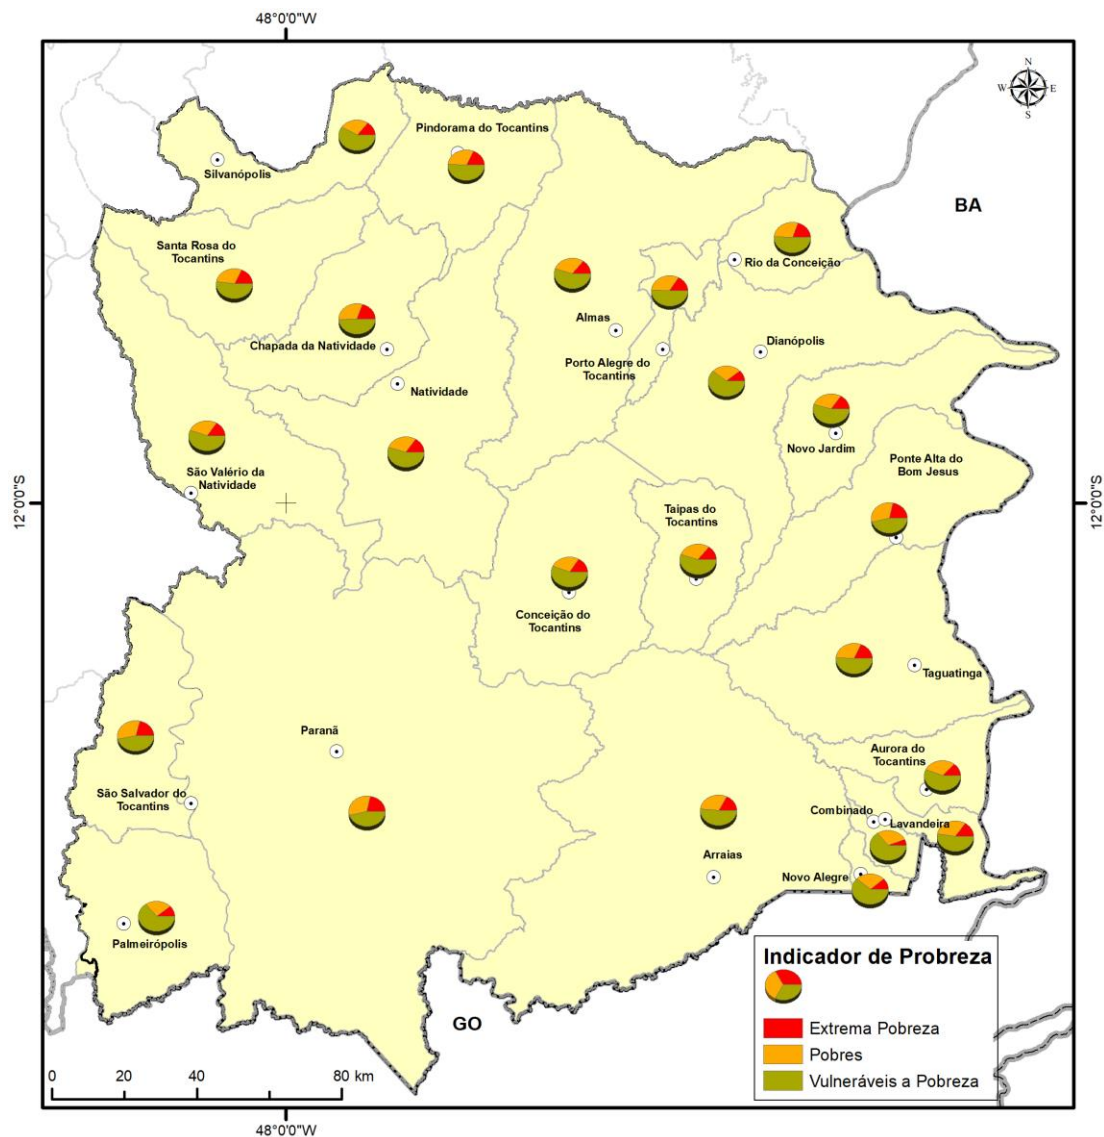 48°0'0"W
N
W
E
S
Pindorama do Tocantins
Silvanópolis
BA
Santa Rosa do
Tocantins
Rio da Conceição
Almas
Chapada da Natividade
Dianópolis
Porto Alegre do
Tocantins
Natividade
Novo Jardim
Ponte Alta do
Bom Jesus
São Valério da
Natividade
12°0'0"S
12°0'0"S
Taipas do
Tocantins
Conceição do
Tocantins
Taguatinga
Paranã
Aurora do
Tocantins
São Salvador do
Tocantins
Combinado
Lavandeira
Arraias
Novo Alegre
Palmeirópolis
GO
Indicador de Probreza
Extrema Pobreza
Pobres
Vulneráveis a Pobreza
0 20 40 80 km
48°0'0"W